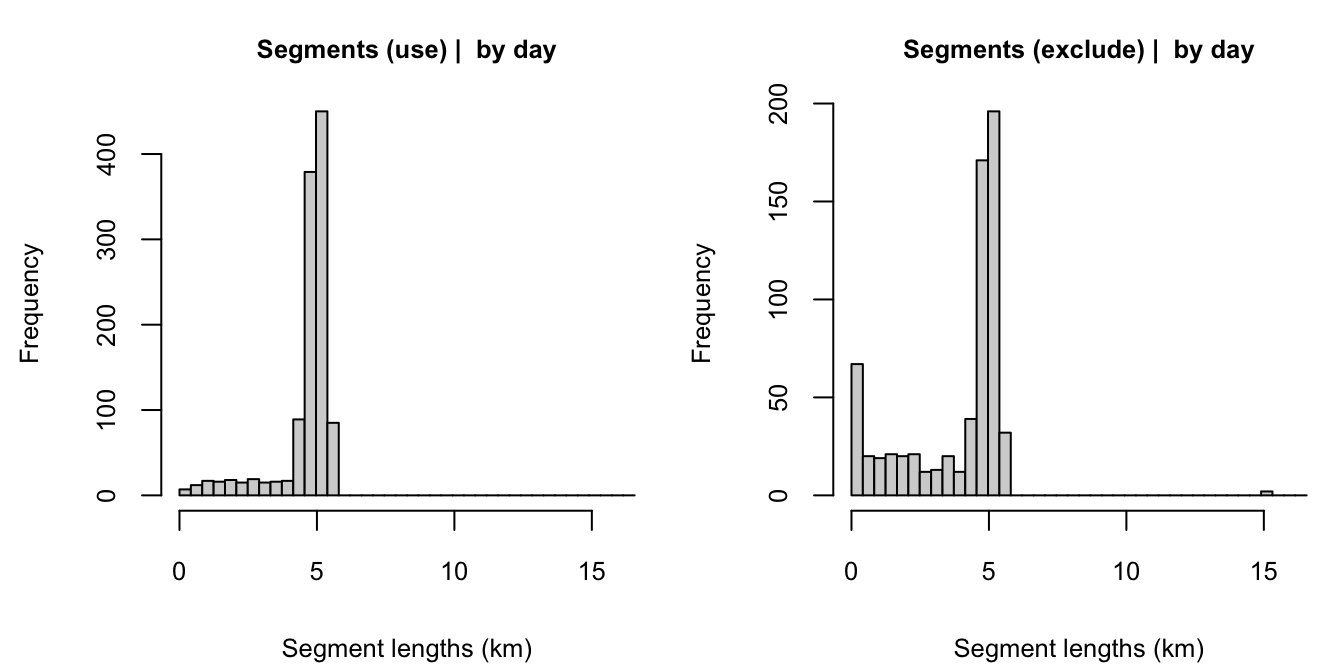 Segments (use) |  by day
Frequency
0 100 200 300 400
0 5 10 15
Segment lengths (km)
Segments (exclude) |  by day
Frequency
0 50 100 150 200
0 5 10 15
Segment lengths (km)